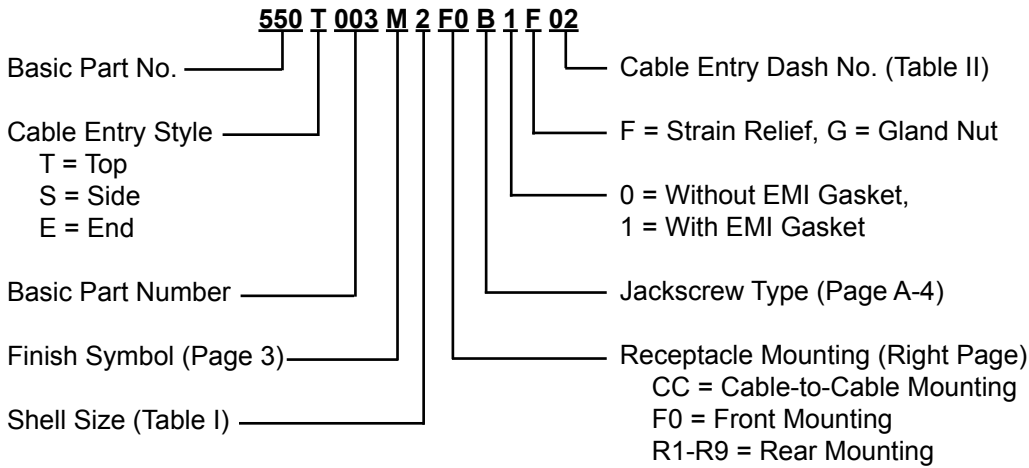 550 T 003 M 2 F0 B 1 F 02
Basic Part No.
Cable Entry Style
T = Top
S = Side
E = End
Basic Part Number
Finish Symbol (Page 3)
Shell Size (Table I)
Cable Entry Dash No. (Table II)
F = Strain Relief, G = Gland Nut
0 = Without EMI Gasket,
1 = With EMI Gasket
Jackscrew Type (Page A-4)
Receptacle Mounting (Right Page)
CC = Cable-to-Cable Mounting
F0 = Front Mounting
R1-R9 = Rear Mounting